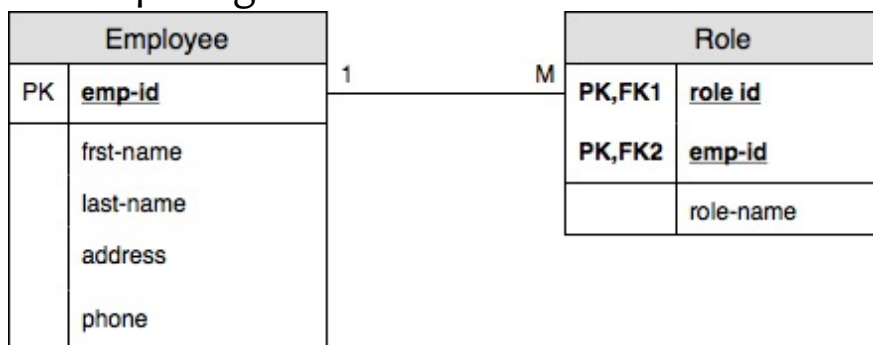 Employee
PK emp-id
frst-name
last-name
address
phone
1 M
Role
PK,FK1 role id
PK,FK2 emp-id
role-name